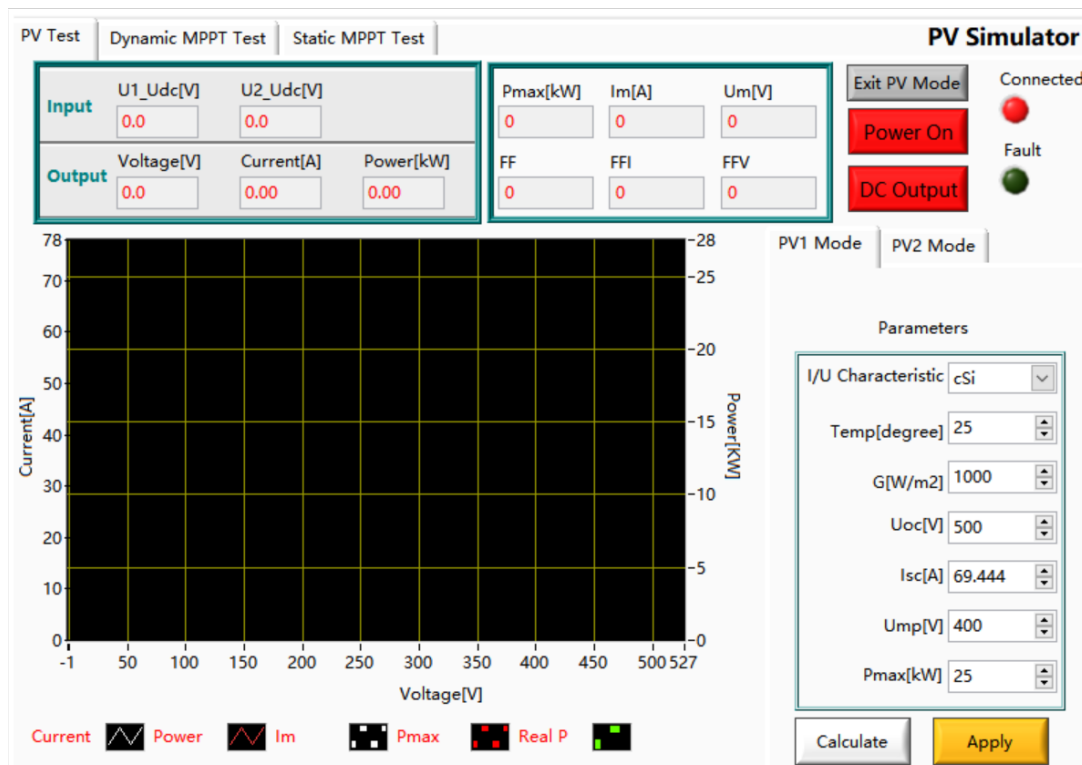 PV Test Dynamic MPPT Test Static MPPT Test
PV Simulator
Input
U1_Udc[V] U2_Udc[V]
0.0 0.0
Output
Voltage[V] Current[A] Power[kW]
0.0 0.00 0.00
Pmax[kW] Im[A] Um[V]
0 0 0
FF FFI FFV
0 0 0
Exit PV Mode
Power On
DC Output
Connected
Fault
78
70
60
50
40
30
20
10
0
Current[A]
-28
-25
-20
-15
-10
-5
-0
Power[KW]
-1 50 100 150 200 250 300 350 400 450 500 527
Voltage[V]
Current Power Im Pmax Real P
PV1 Mode PV2 Mode
Parameters
I/U Characteristic cSi
Temp[degree] 25
G[W/m2] 1000
Uoc[V] 500
Isc[A] 69.444
Ump[V] 400
Pmax[kW] 25
Calculate Apply